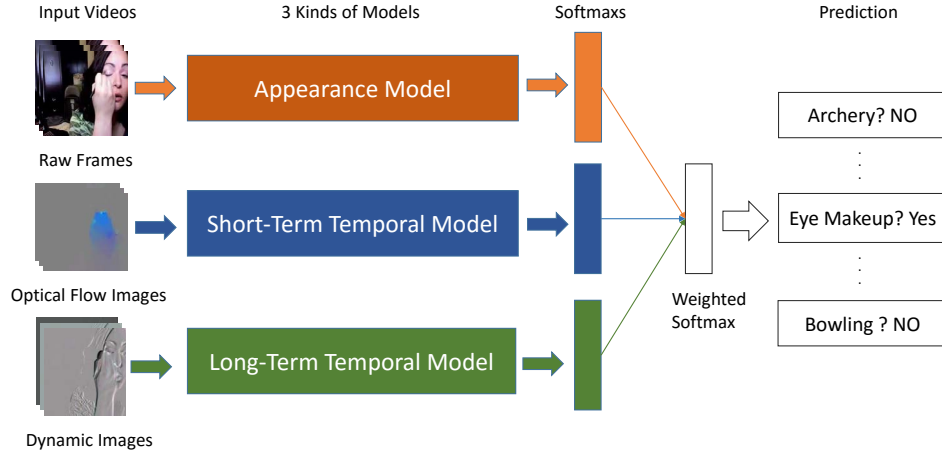 Input Videos
3 Kinds of Models
Softmaxs
Prediction
Appearance Model
Archery? NO
Raw Frames
Short-Term Temporal Model
Eye Makeup? Yes
Optical Flow Images
Weighted
Softmax
Bowling ? NO
Long-Term Temporal Model
Dynamic Images